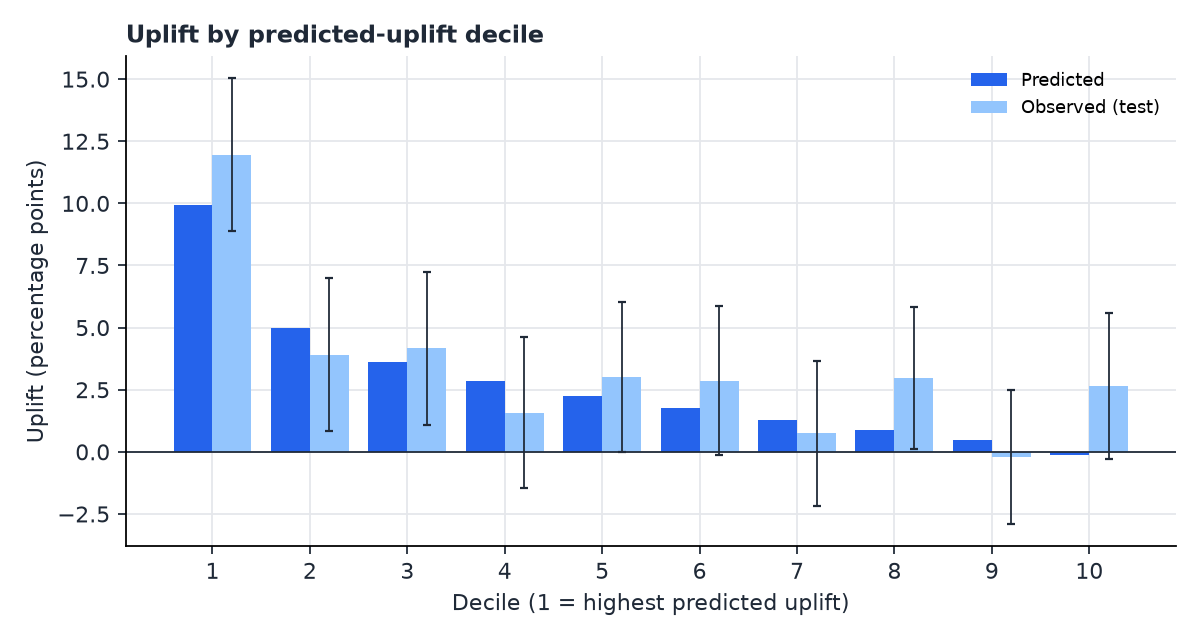 Uplift by predicted-uplift decile
Predicted
Observed (test)
Uplift (percentage points)
15.0
12.5
10.0
7.5
5.0
2.5
0.0
−2.5
1 2 3 4 5 6 7 8 9 10
Decile (1 = highest predicted uplift)